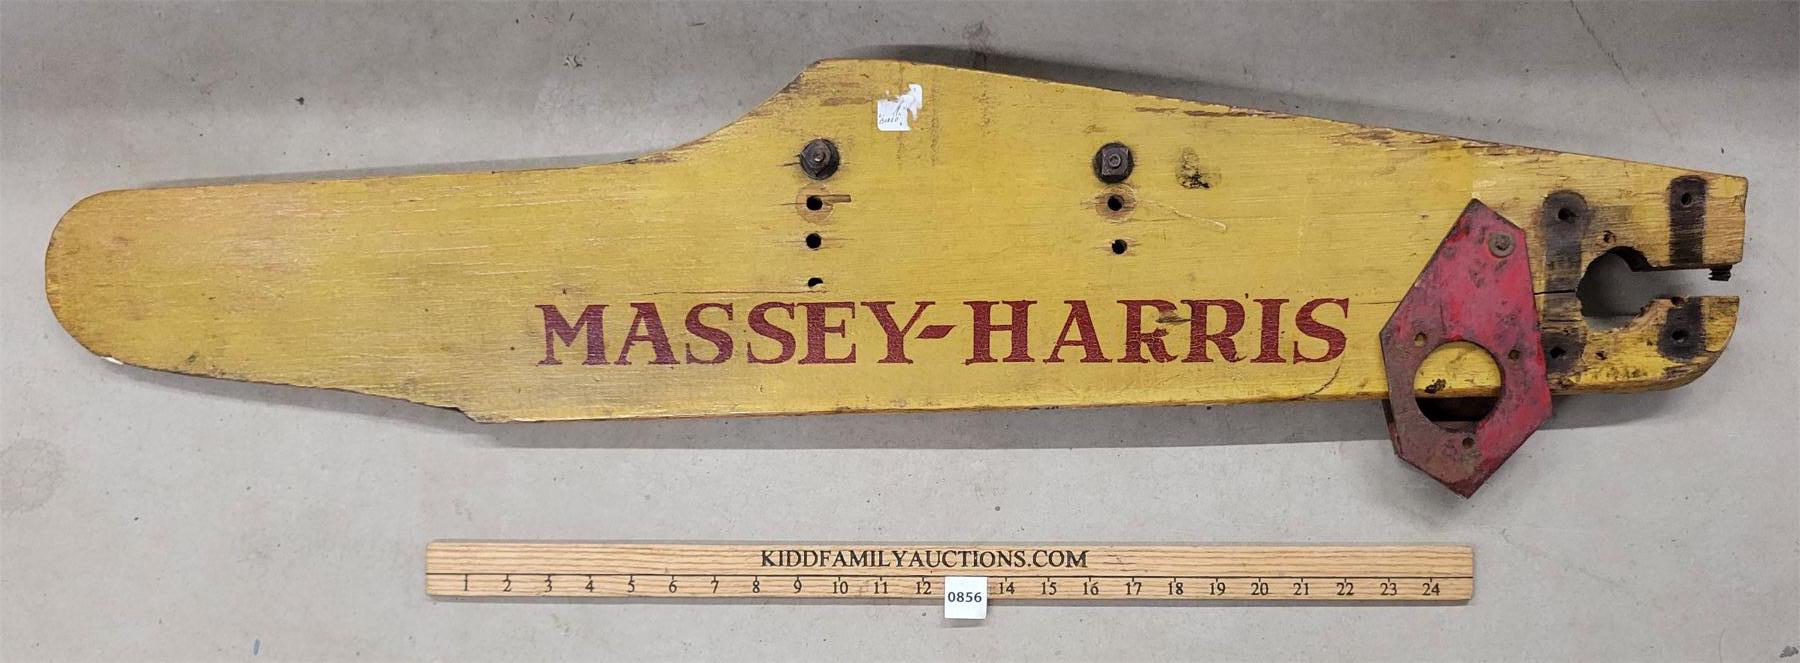 MASSEY-HARRIS
KIDDFAMILYAUCTIONS.COM
1 2 3 4 5 6 7 8 9 10 11 12 14 15 16 17 18 19 20 21 22 23 24
0856